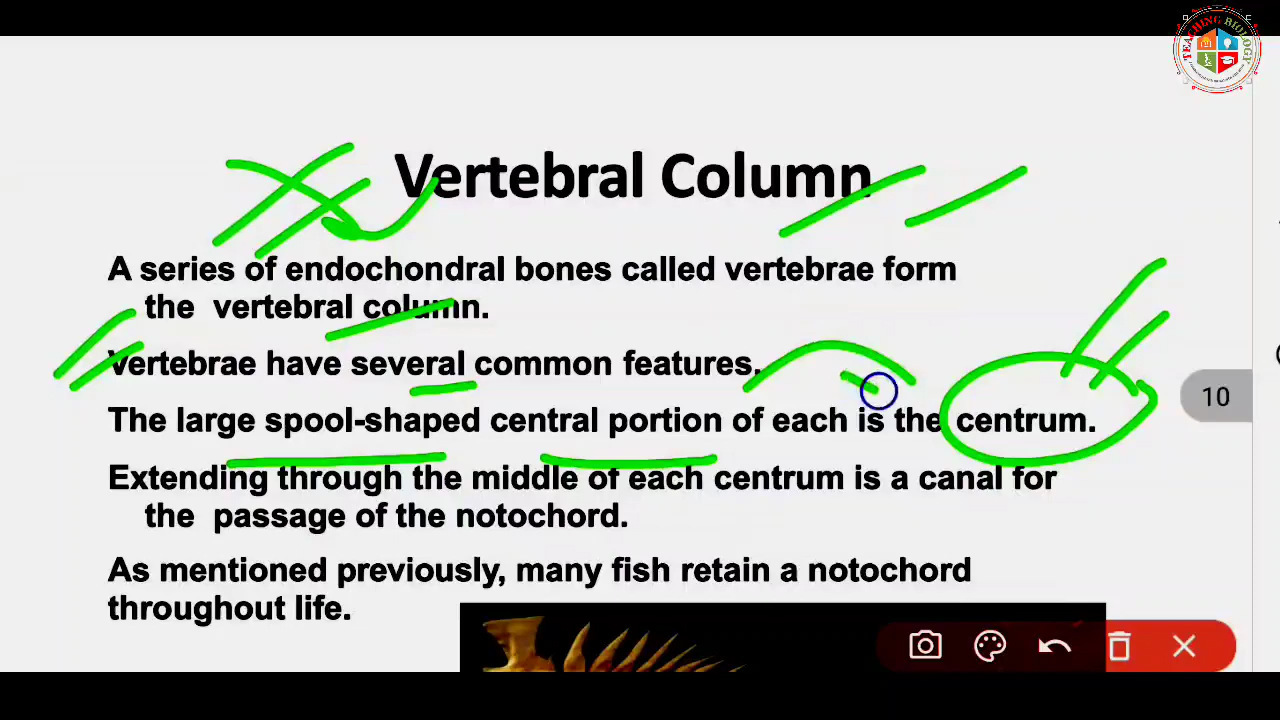 TEACHING BIOLOGY
Vertebral Column
A series of endochondral bones called vertebrae form
the vertebral column.
Vertebrae have several common features.
The large spool-shaped central portion of each is the centrum.
10
Extending through the middle of each centrum is a canal for
the passage of the notochord.
As mentioned previously, many fish retain a notochord
throughout life.